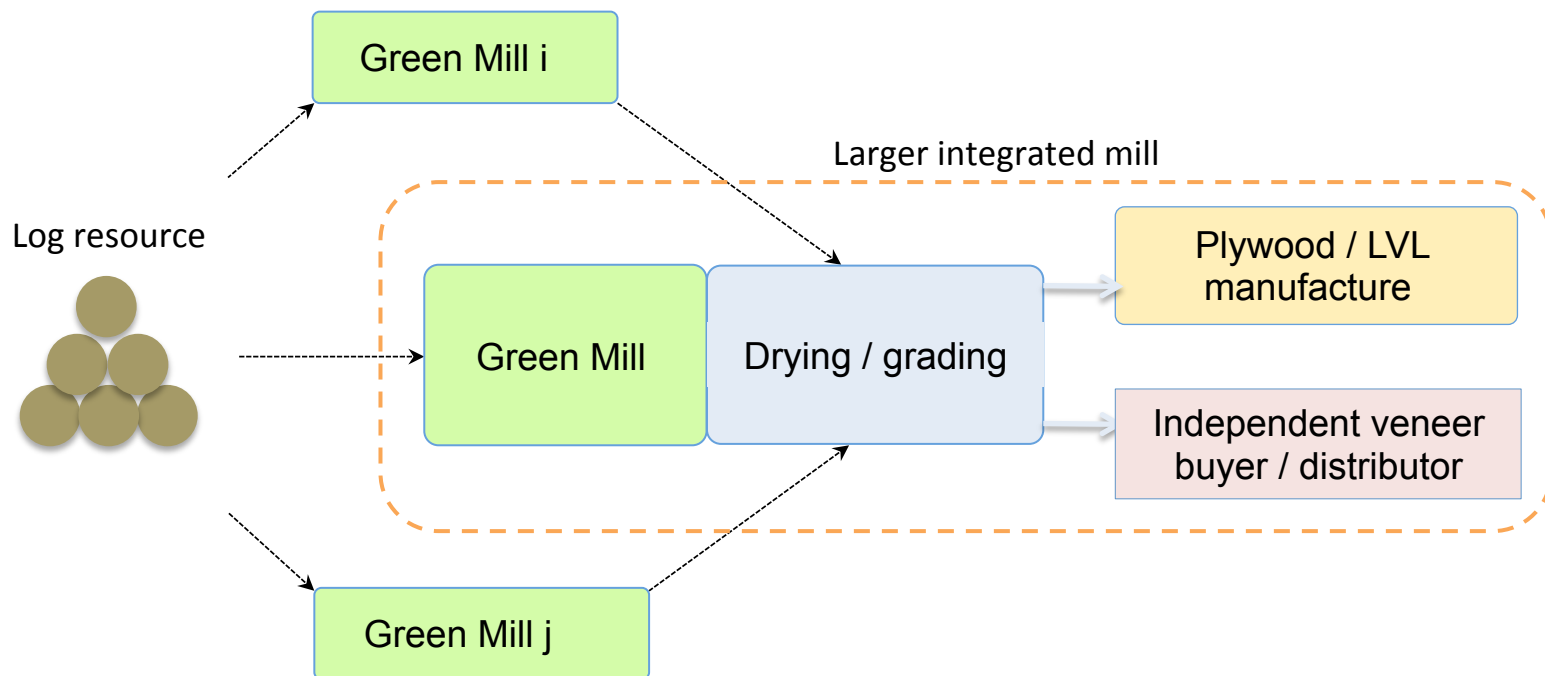 Green Mill i
Larger integrated mill
Log resource
Plywood / LVL
manufacture
Green Mill
Drying / grading
Independent veneer
buyer / distributor
Green Mill j